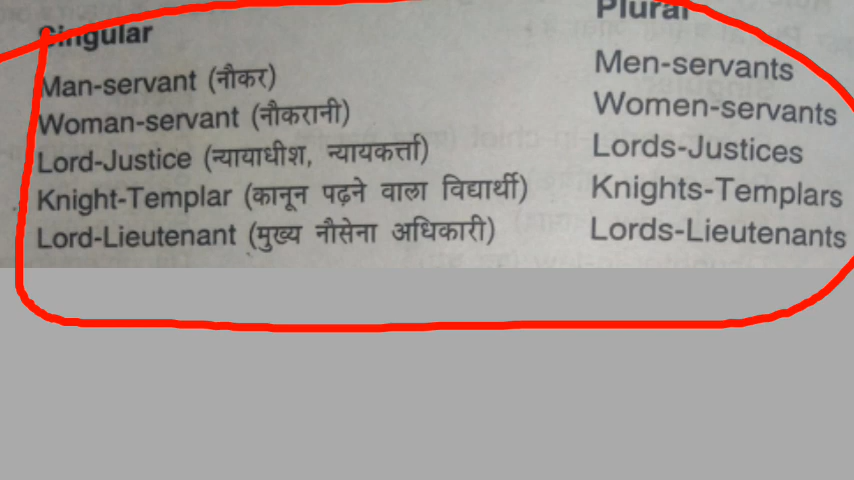 Singular Plural
Man-servant (नौकर) Men-servants
Woman-servant (नौकरानी) Women-servants
Lord-Justice (न्यायाधीश, न्यायकर्त्ता) Lords-Justices
Knight-Templar (कानून पढ़ने वाला विद्यार्थी) Knights-Templars
Lord-Lieutenant (मुख्य नौसेना अधिकारी) Lords-Lieutenants